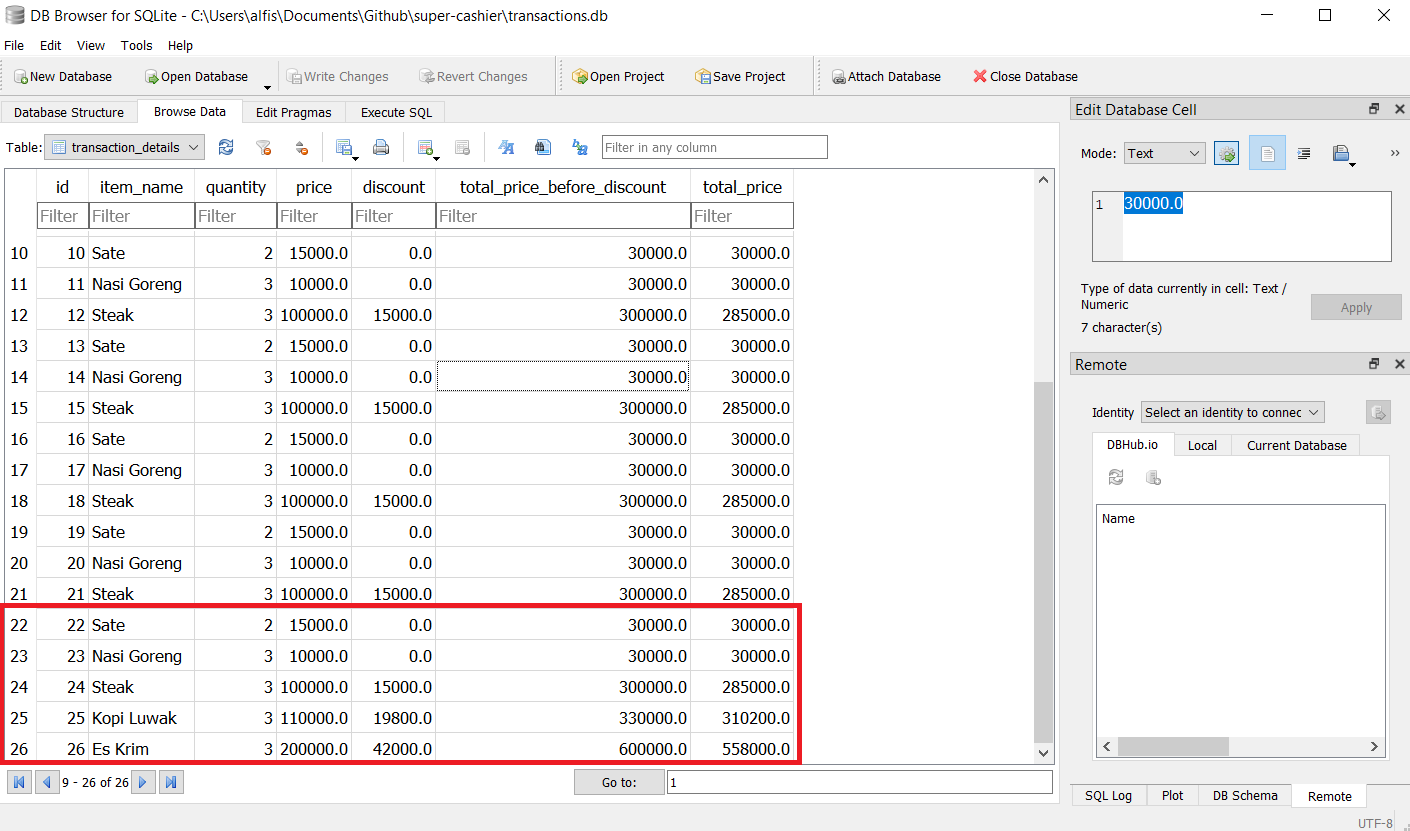 DB Browser for SQLite - C:\Users\alfis\Documents\Github\super-cashier\transactions.db
File Edit View Tools Help
New Database Open Database Write Changes Revert Changes Open Project Save Project Attach Database Close Database
Database Structure Browse Data Edit Pragmas Execute SQL
Table: transaction_details Filter in any column
id item_name quantity price discount total_price_before_discount total_price
Filter Filter Filter Filter Filter Filter Filter
10 10 Sate 2 15000.0 0.0 30000.0 30000.0
11 11 Nasi Goreng 3 10000.0 0.0 30000.0 30000.0
12 12 Steak 3 100000.0 15000.0 300000.0 285000.0
13 13 Sate 2 15000.0 0.0 30000.0 30000.0
14 14 Nasi Goreng 3 10000.0 0.0 30000.0 30000.0
15 15 Steak 3 100000.0 15000.0 300000.0 285000.0
16 16 Sate 2 15000.0 0.0 30000.0 30000.0
17 17 Nasi Goreng 3 10000.0 0.0 30000.0 30000.0
18 18 Steak 3 100000.0 15000.0 300000.0 285000.0
19 19 Sate 2 15000.0 0.0 30000.0 30000.0
20 20 Nasi Goreng 3 10000.0 0.0 30000.0 30000.0
21 21 Steak 3 100000.0 15000.0 300000.0 285000.0
22 22 Sate 2 15000.0 0.0 30000.0 30000.0
23 23 Nasi Goreng 3 10000.0 0.0 30000.0 30000.0
24 24 Steak 3 100000.0 15000.0 300000.0 285000.0
25 25 Kopi Luwak 3 110000.0 19800.0 330000.0 310200.0
26 26 Es Krim 3 200000.0 42000.0 600000.0 558000.0
9 - 26 of 26 Go to: 1
Edit Database Cell
Mode: Text
1 30000.0
Type of data currently in cell: Text /
Numeric
7 character(s)
Apply
Remote
Identity Select an identity to connec
DBHub.io Local Current Database
Name
SQL Log Plot DB Schema Remote
UTF-8